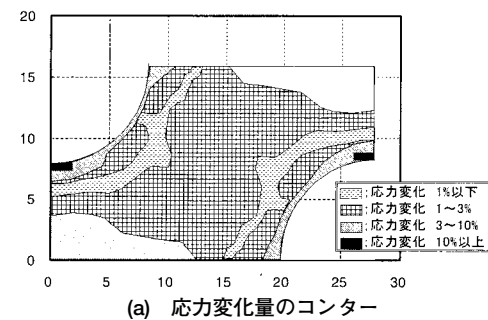 20
15
10
5
0
0 5 10 15 20 25 30
:応力変化 1%以下
:応力変化 1～3%
:応力変化 3～10%
:応力変化 10%以上
(a) 応力変化量のコンター